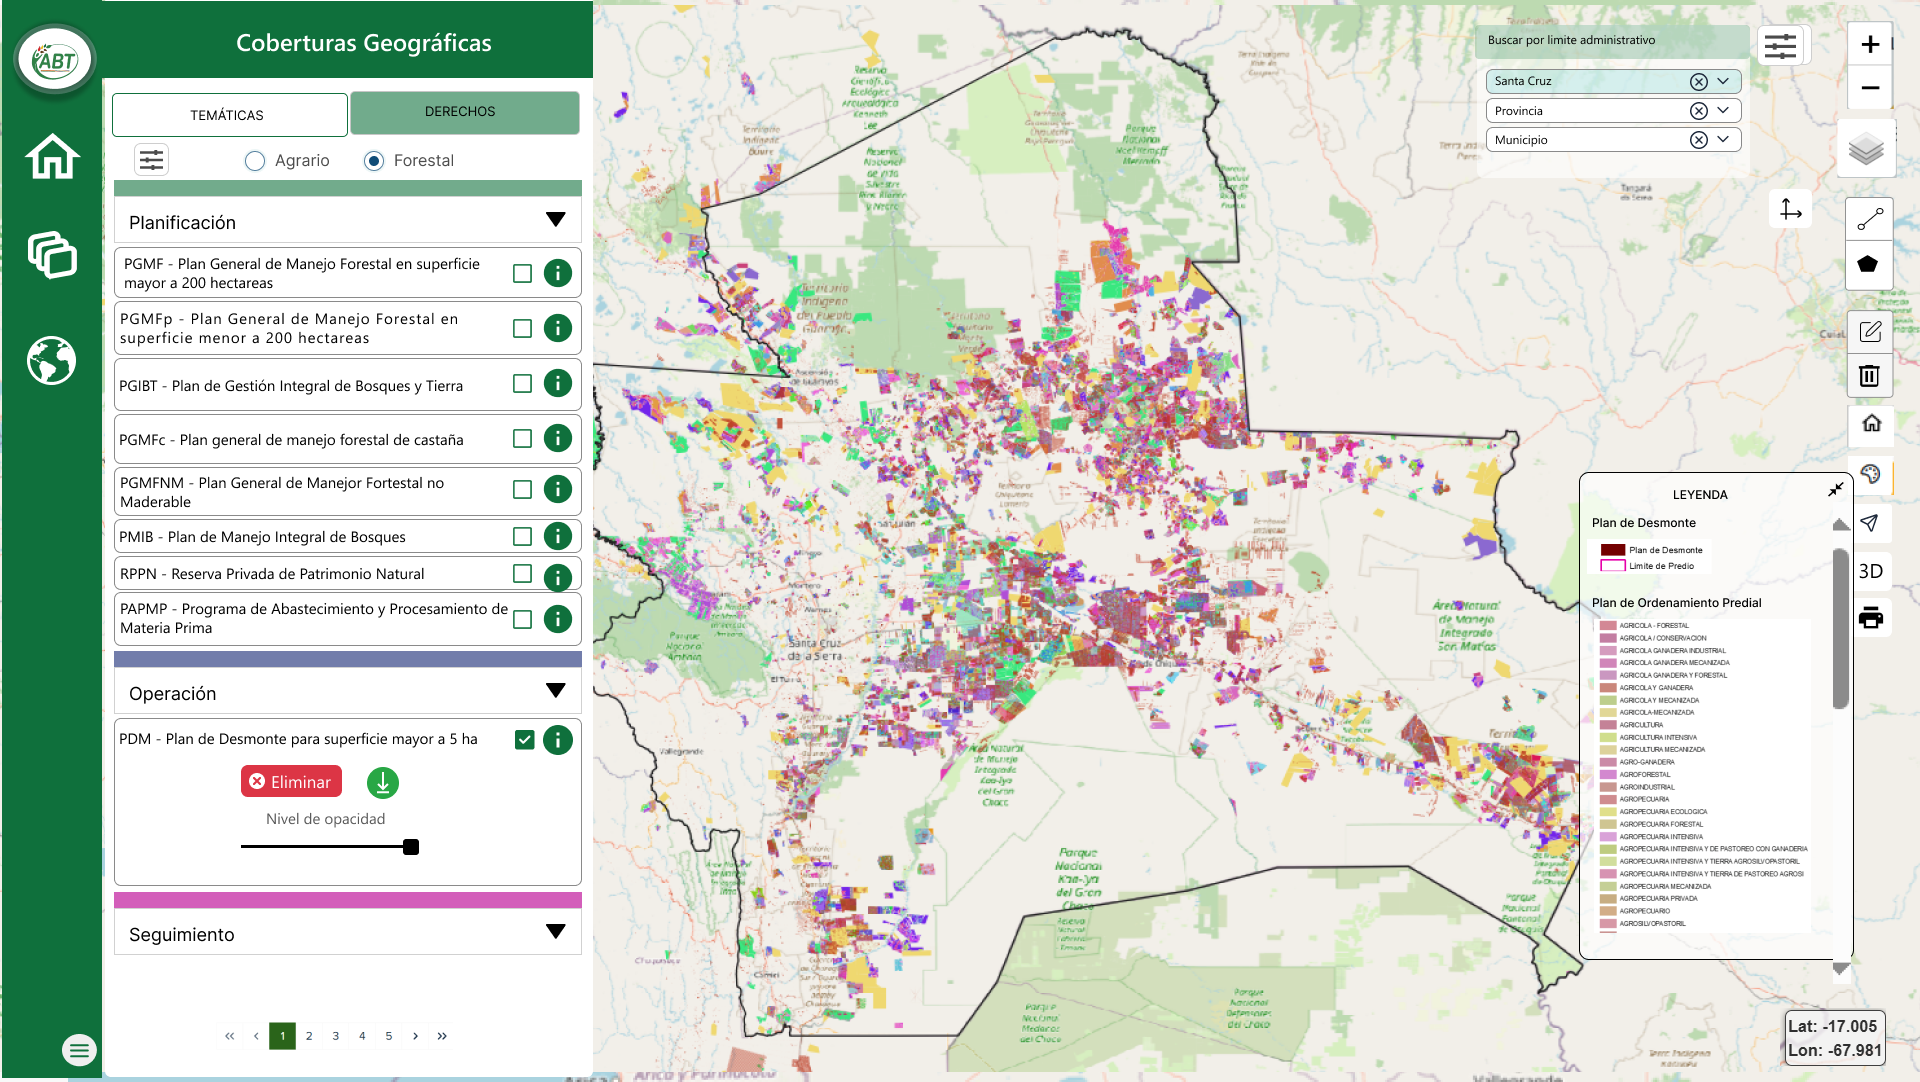 ABT
Coberturas Geográficas
TEMÁTICAS
DERECHOS
Agrario
Forestal
Planificación
PGMF - Plan General de Manejo Forestal en superficie
mayor a 200 hectareas
PGMFp - Plan General de Manejo Forestal en
superficie menor a 200 hectareas
PGIBT - Plan de Gestión Integral de Bosques y Tierra
PGMFc - Plan general de manejo forestal de castaña
PGMFNM - Plan General de Manejor Fortestal no
Maderable
PMIB - Plan de Manejo Integral de Bosques
RPPN - Reserva Privada de Patrimonio Natural
PAPMP - Programa de Abastecimiento y Procesamiento de
Materia Prima
Operación
PDM - Plan de Desmonte para superficie mayor a 5 ha
Eliminar
Nivel de opacidad
Seguimiento
« ‹ 1 2 3 4 5 › »
Buscar por limite administrativo
Santa Cruz
Provincia
Municipio
3D
LEYENDA
Plan de Desmonte
Plan de Desmonte
Limite de Predio
Plan de Ordenamiento Predial
AGRICOLA - FORESTAL
AGRICOLA / CONSERVACION
AGRICOLA GANADERA INDUSTRIAL
AGRICOLA GANADERA MECANIZADA
AGRICOLA GANADERA Y FORESTAL
AGRICOLA Y GANADERA
AGRICOLA Y MECANIZADA
AGRICOLA-MECANIZADA
AGRICULTURA
AGRICULTURA INTENSIVA
AGRICULTURA MECANIZADA
AGRO-GANADERA
AGROFORESTAL
AGROINDUSTRIAL
AGROPECUARIA
AGROPECUARIA ECOLOGICA
AGROPECUARIA FORESTAL
AGROPECUARIA INTENSIVA
AGROPECUARIA INTENSIVA Y DE PASTOREO CON GANADERIA
AGROPECUARIA INTENSIVA Y TIERRA AGROSILVOPASTORIL
AGROPECUARIA INTENSIVA Y TIERRA DE PASTOREO AGROSI
AGROPECUARIA MECANIZADA
AGROPECUARIA PRIVADA
AGROPECUARIO
AGROSILVOPASTORIL
Lat: -17.005
Lon: -67.981
Santa Cruz
de la Sierra
Vallegrande
Área Natural
de Manejo
Integrado
San Matías
Área Natural
de Manejo
Integrado
Kaa-Iya
del Gran
Chaco
Parque
Nacional
Kaa-Iya
del Gran
Chaco
Parque
Nacional
Defensores
del Chaco
Parque
Nacional
Amboró